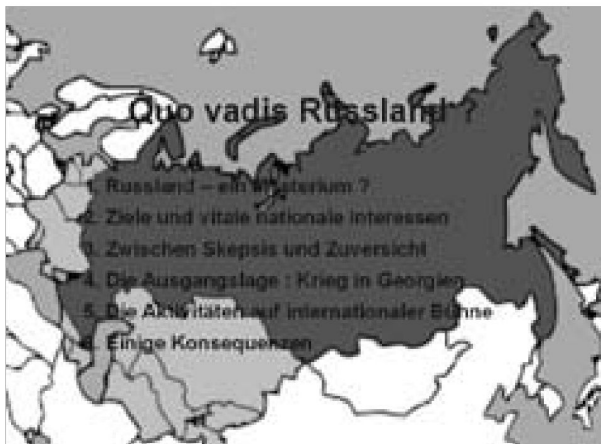 Quo vadis Russland ?
1. Russland – ein Mysterium ?
2. Ziele und vitale nationale Interessen
3. Zwischen Skepsis und Zuversicht
4. Die Ausgangslage : Krieg in Georgien
5. Die Aktivitäten auf internationaler Bühne
6. Einige Konsequenzen